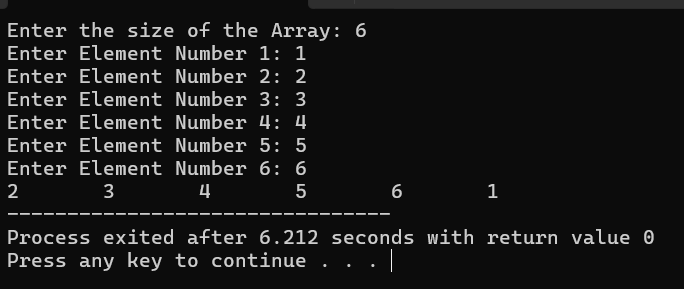 Enter the size of the Array: 6
Enter Element Number 1: 1
Enter Element Number 2: 2
Enter Element Number 3: 3
Enter Element Number 4: 4
Enter Element Number 5: 5
Enter Element Number 6: 6
2       3       4       5       6       1
--------------------------------
Process exited after 6.212 seconds with return value 0
Press any key to continue . . .